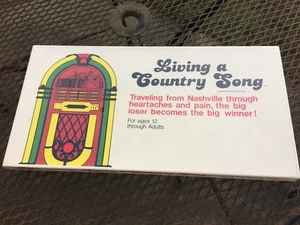 Living a
Country Song
Traveling from Nashville through
heartaches and pain, the big
loser becomes the big winner!
For ages 12
through Adults